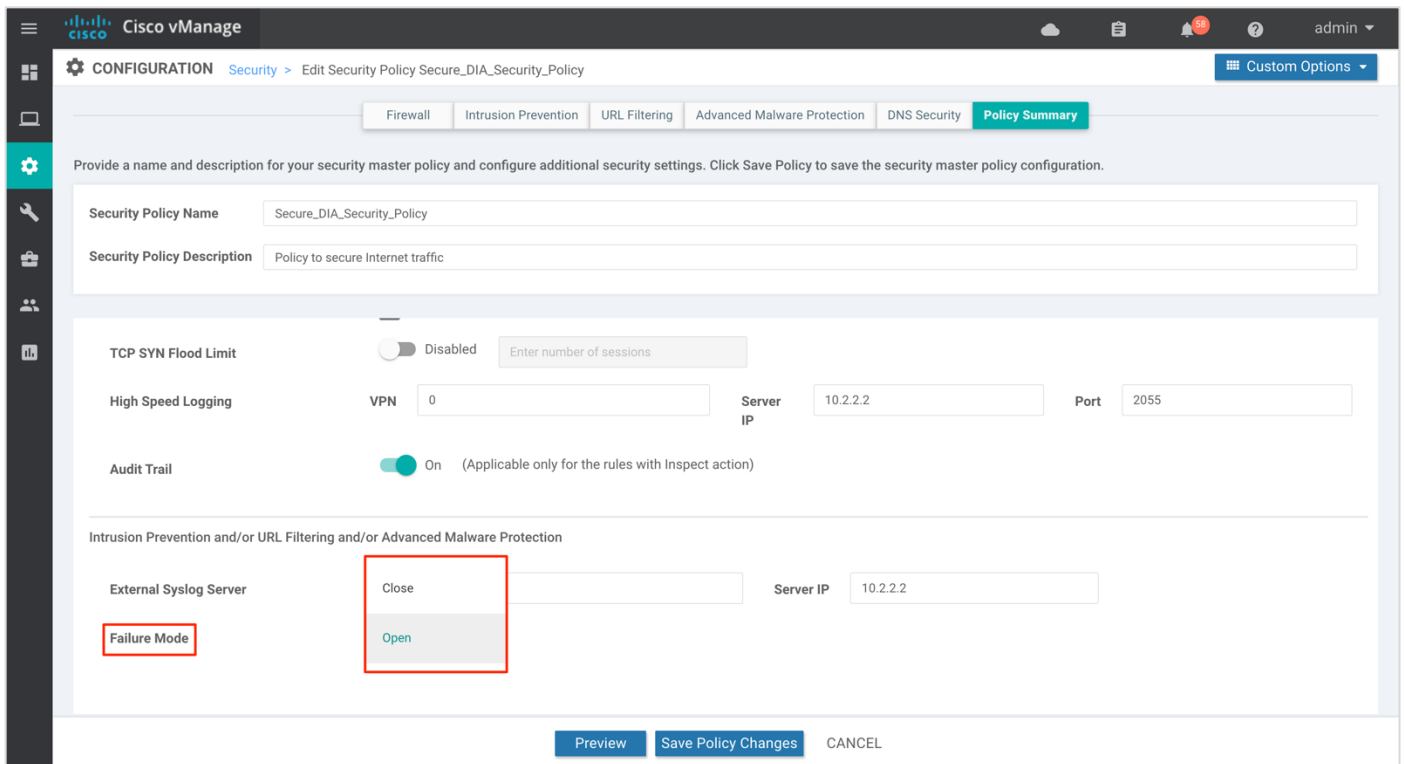 cisco Cisco vManage 58 admin
CONFIGURATION Security > Edit Security Policy Secure_DIA_Security_Policy Custom Options
Firewall Intrusion Prevention URL Filtering Advanced Malware Protection DNS Security Policy Summary
Provide a name and description for your security master policy and configure additional security settings. Click Save Policy to save the security master policy configuration.
Security Policy Name Secure_DIA_Security_Policy
Security Policy Description Policy to secure Internet traffic
TCP SYN Flood Limit Disabled Enter number of sessions
High Speed Logging VPN 0 Server IP 10.2.2.2 Port 2055
Audit Trail On (Applicable only for the rules with Inspect action)
Intrusion Prevention and/or URL Filtering and/or Advanced Malware Protection
External Syslog Server Close Server IP 10.2.2.2
Failure Mode Open
Preview Save Policy Changes CANCEL